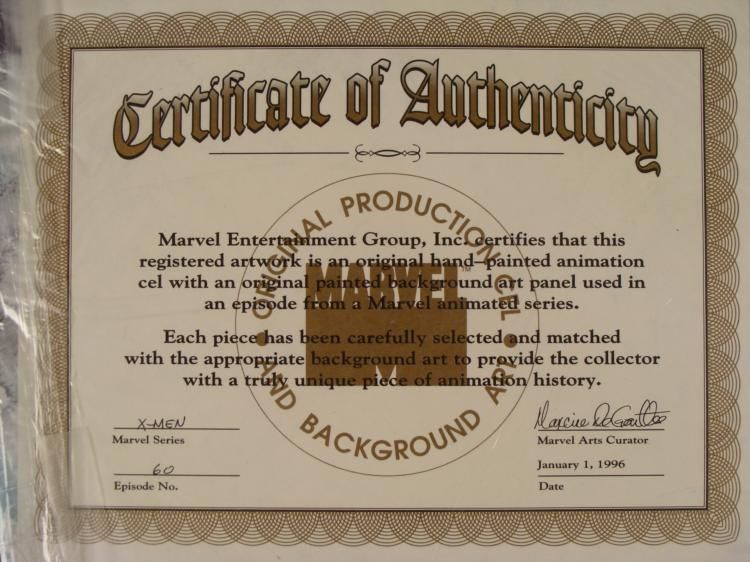 Certificate of Authenticity
ORIGINAL PRODUCTION CEL
AND BACKGROUND ART
MARVEL™
M
Marvel Entertainment Group, Inc. certifies that this
registered artwork is an original hand–painted animation
cel with an original painted background art panel used in
an episode from a Marvel animated series.
Each piece has been carefully selected and matched
with the appropriate background art to provide the collector
with a truly unique piece of animation history.
X-MEN
Marvel Series
60
Episode No.
Marvel Arts Curator
January 1, 1996
Date